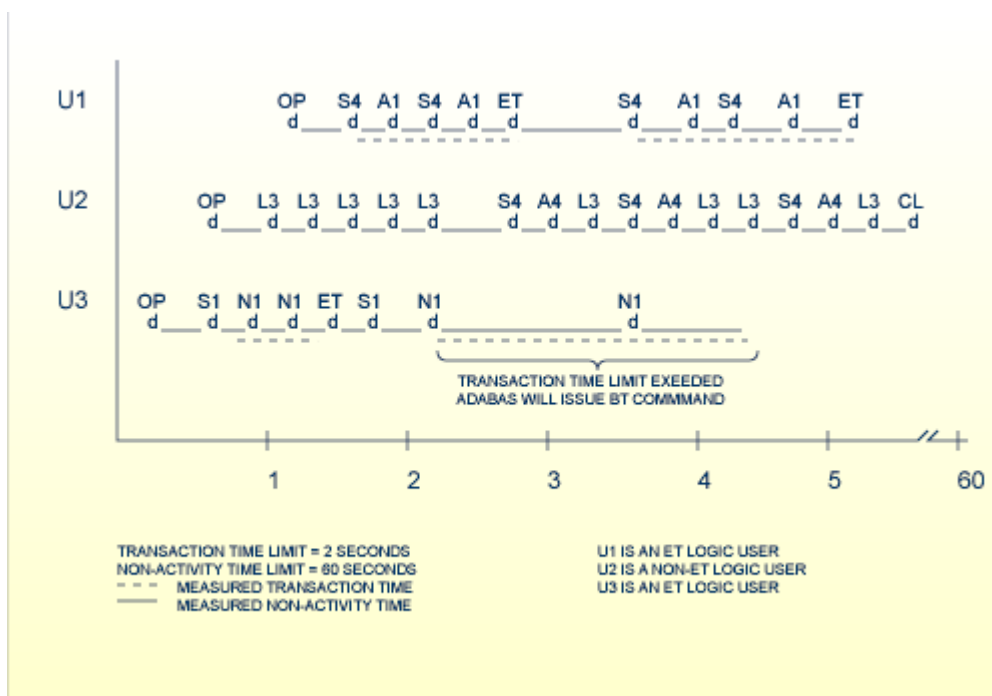 OP S4 A1 S4 A1 ET S4 A1 S4 A1 ET
U1
d d d d d d d d d d d
OP L3 L3 L3 L3 L3 S4 A4 L3 S4 A4 L3 L3 S4 A4 L3 CL
U2
d d d d d d d d d d d d d d d d d
OP S1 N1 N1 ET S1 N1 N1
U3
d d d d d d d d
TRANSACTION TIME LIMIT EXEEDED
ADABAS WILL ISSUE BT COMMMAND
1 2 3 4 5 60
TRANSACTION TIME LIMIT = 2 SECONDS
NON-ACTIVITY TIME LIMIT = 60 SECONDS
MEASURED TRANSACTION TIME
MEASURED NON-ACTIVITY TIME
U1 IS AN ET LOGIC USER
U2 IS A NON-ET LOGIC USER
U3 IS AN ET LOGIC USER